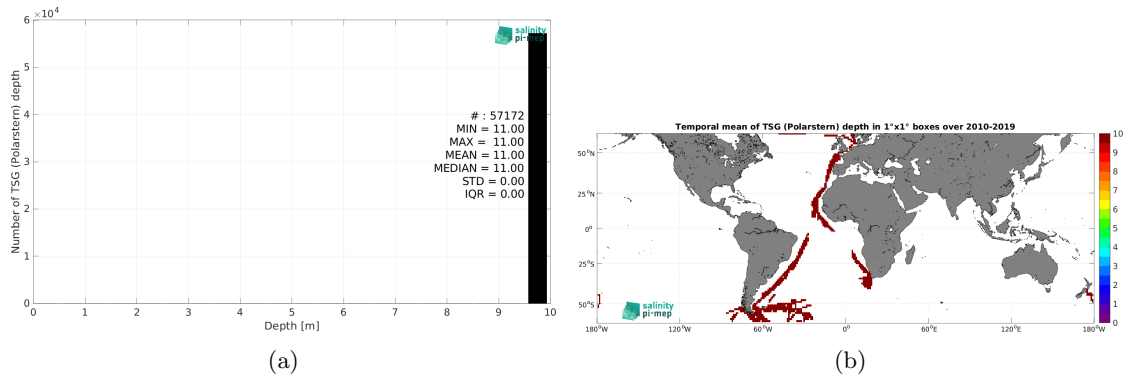 6 ×10⁴
5
4
3
2
1
0
Number of TSG (Polarstern) depth
salinity
pi-mep
# : 57172
MIN = 11.00
MAX = 11.00
MEAN = 11.00
MEDIAN = 11.00
STD = 0.00
IQR = 0.00
0 1 2 3 4 5 6 7 8 9 10
Depth [m]
(a)
Temporal mean of TSG (Polarstern) depth in 1°x1° boxes over 2010-2019
50°N
25°N
0°
25°S
50°S
salinity
pi-mep
180°W 120°W 60°W 0° 60°E 120°E 180°W
10
9
8
7
6
5
4
3
2
1
0
(b)